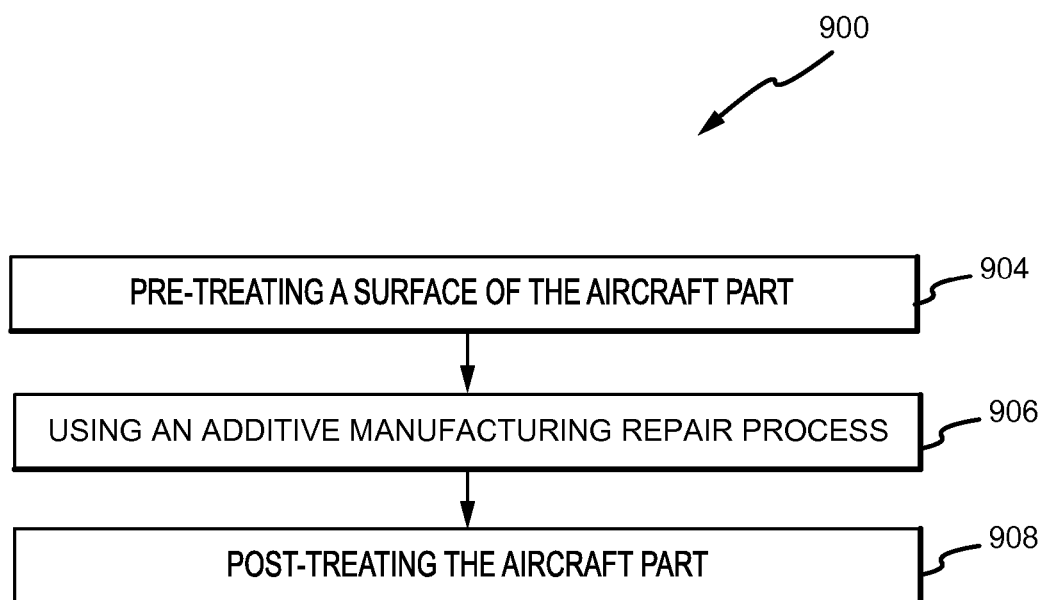 900
PRE-TREATING A SURFACE OF THE AIRCRAFT PART
904
USING AN ADDITIVE MANUFACTURING REPAIR PROCESS
906
POST-TREATING THE AIRCRAFT PART
908